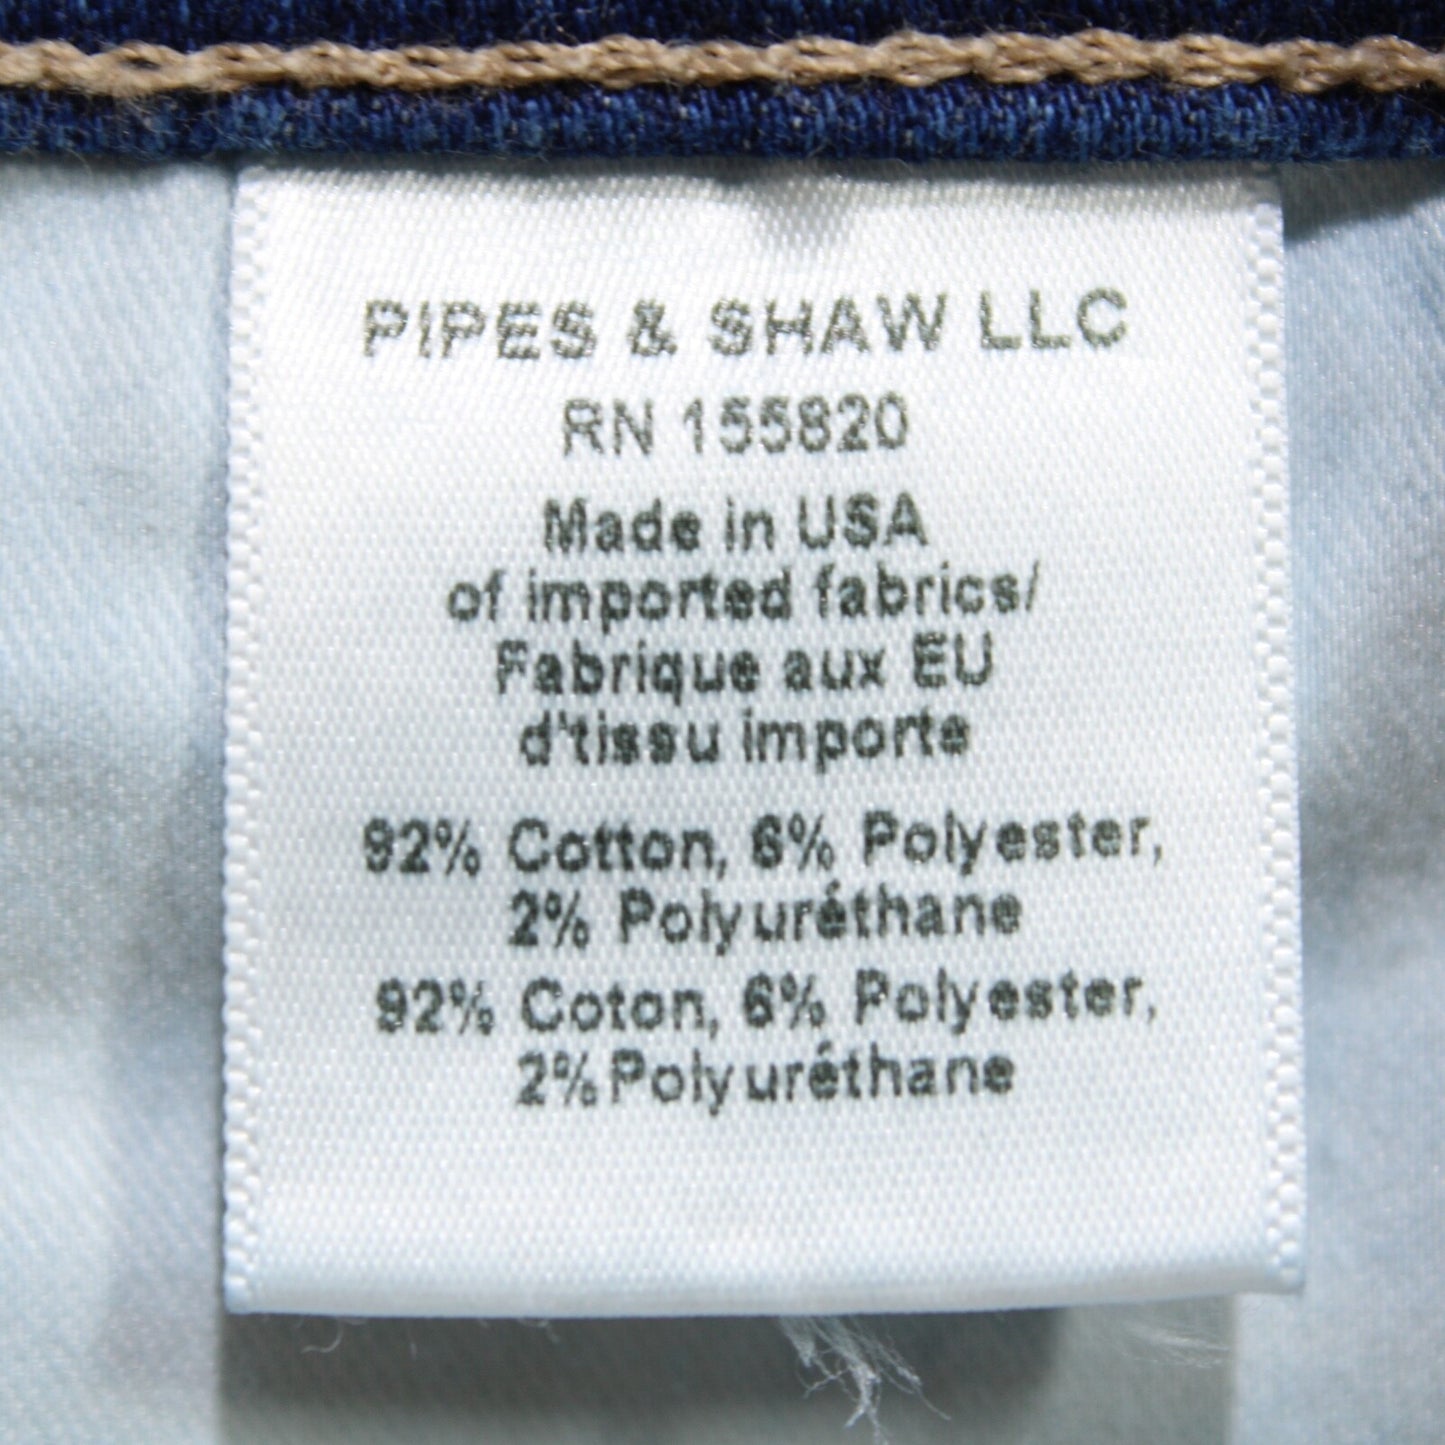 PIPES & SHAW LLC
RN 155820
Made in USA
of imported fabrics/
Fabrique aux EU
d'tissu importe
92% Cotton, 6% Polyester,
2% Polyuréthane
92% Coton, 6% Polyester,
2% Polyuréthane